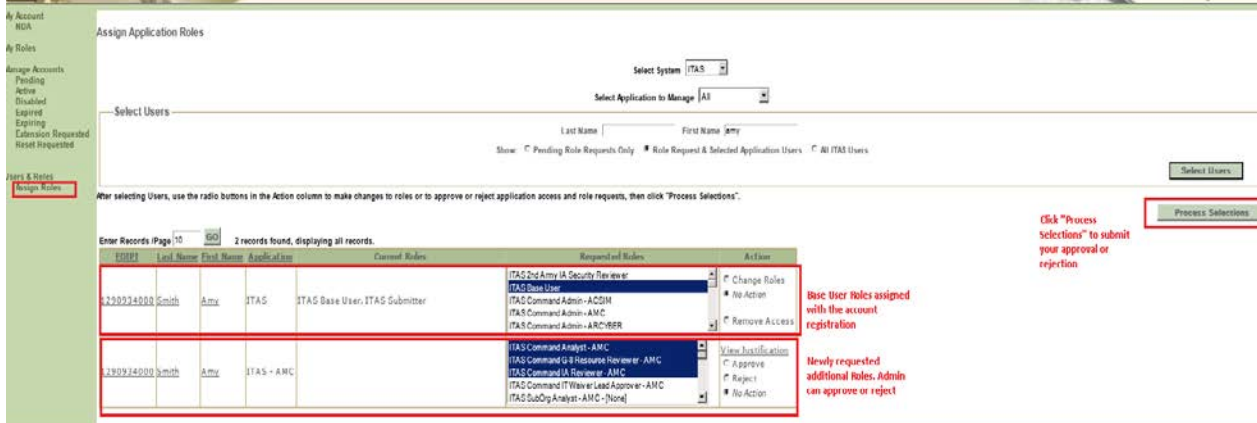 My Account
NDA
My Roles
Manage Accounts
Pending
Active
Disabled
Expired
Expiring
Extension Requested
Reset Requested
Users & Roles
Assign Roles
Assign Application Roles
Select System ITAS
Select Application to Manage All
Select Users
Last Name First Name amy
Show Pending Role Requests Only Role Request & Selected Application Users All ITAS Users
Select Users
After selecting Users, use the radio buttons in the Action column to make changes to roles or to approve or reject application access and role requests, then click "Process Selections".
Process Selections
Click "Process
Selections" to submit
your approval or
rejection
Enter Records /Page 10 GO 2 records found, displaying all records.
EDIPI Last Name First Name Application Current Roles Requested Roles Action
1290934000 Smith Amy ITAS ITAS Base User, ITAS Submitter
ITAS 2nd Army IA Security Reviewer
ITAS Base User
ITAS Command Admin - ACSIM
ITAS Command Admin - AMC
ITAS Command Admin - ARCYBER
Change Roles
No Action
Remove Access
Base User Roles assigned
with the account
registration
1290934000 Smith Amy ITAS - AMC
ITAS Command Analyst - AMC
ITAS Command G-8 Resource Reviewer - AMC
ITAS Command IA Reviewer - AMC
ITAS Command IT Waiver Lead Approver - AMC
ITAS SubOrg Analyst - AMC - [None]
View Justification
Approve
Reject
No Action
Newly requested
additional Roles. Admin
can approve or reject